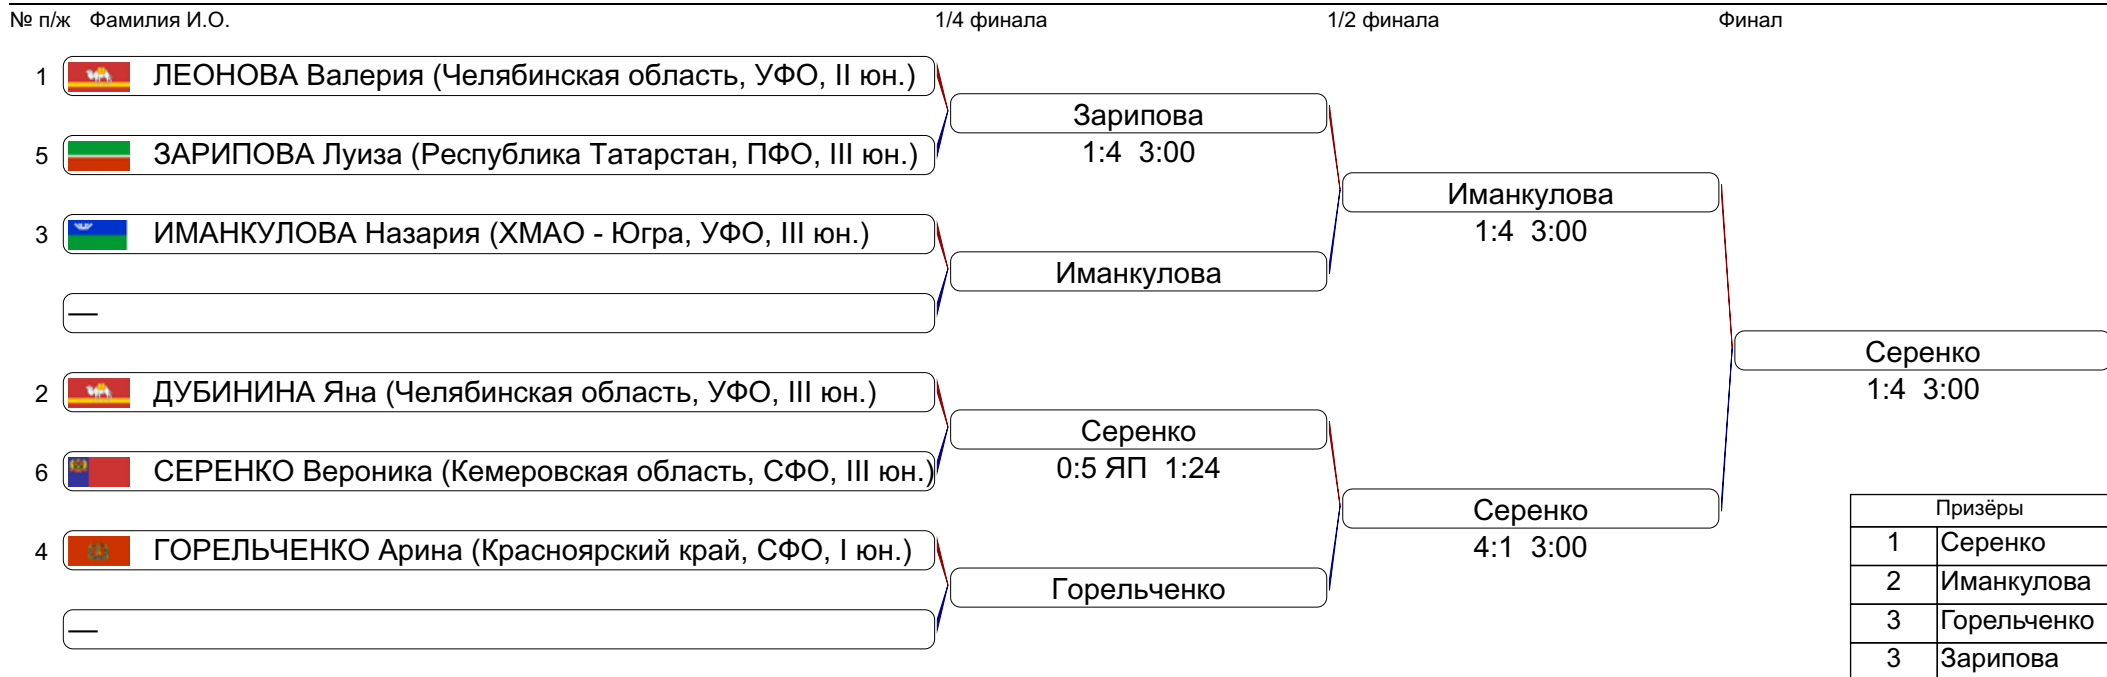 № п/ж Фамилия И.О. 1/4 финала 1/2 финала Финал
1 ЛЕОНОВА Валерия (Челябинская область, УФО, II юн.)
Зарипова
1:4 3:00
5 ЗАРИПОВА Луиза (Республика Татарстан, ПФО, III юн.)
Иманкулова
1:4 3:00
3 ИМАНКУЛОВА Назария (ХМАО - Югра, УФО, III юн.)
Иманкулова
—
Серенко
1:4 3:00
2 ДУБИНИНА Яна (Челябинская область, УФО, III юн.)
Серенко
0:5 ЯП 1:24
6 СЕРЕНКО Вероника (Кемеровская область, СФО, III юн.)
Серенко
4:1 3:00
4 ГОРЕЛЬЧЕНКО Арина (Красноярский край, СФО, I юн.)
Горельченко
—
Призёры
1 Серенко
2 Иманкулова
3 Горельченко
3 Зарипова